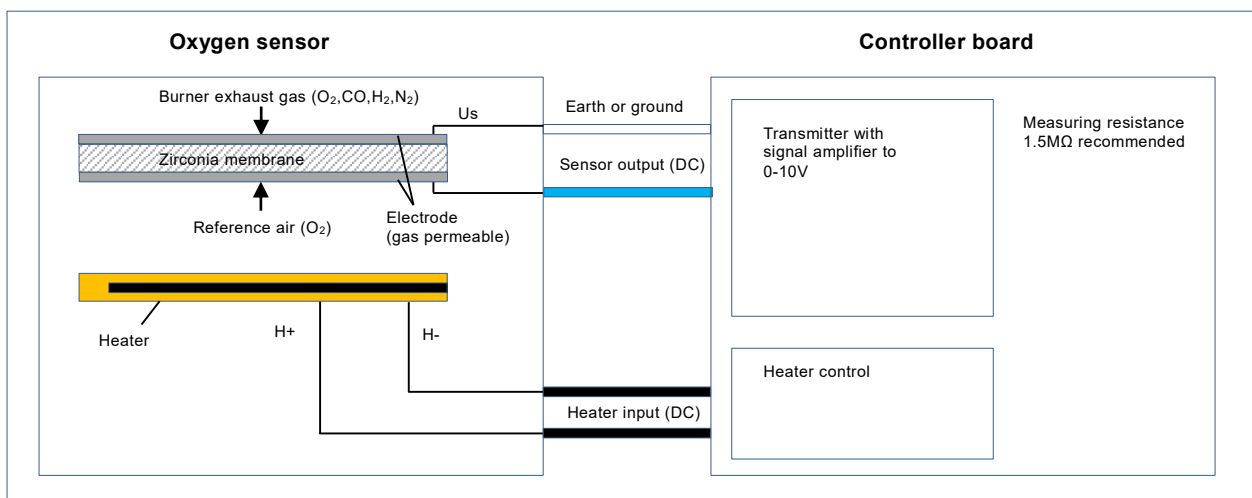 Oxygen sensor
Controller board
Burner exhaust gas (O₂,CO,H₂,N₂)
Us
Earth or ground
Transmitter with
signal amplifier to
0-10V
Measuring resistance
1.5MΩ recommended
Zirconia membrane
Sensor output (DC)
Reference air (O₂)
Electrode
(gas permeable)
Heater
H+
H-
Heater control
Heater input (DC)